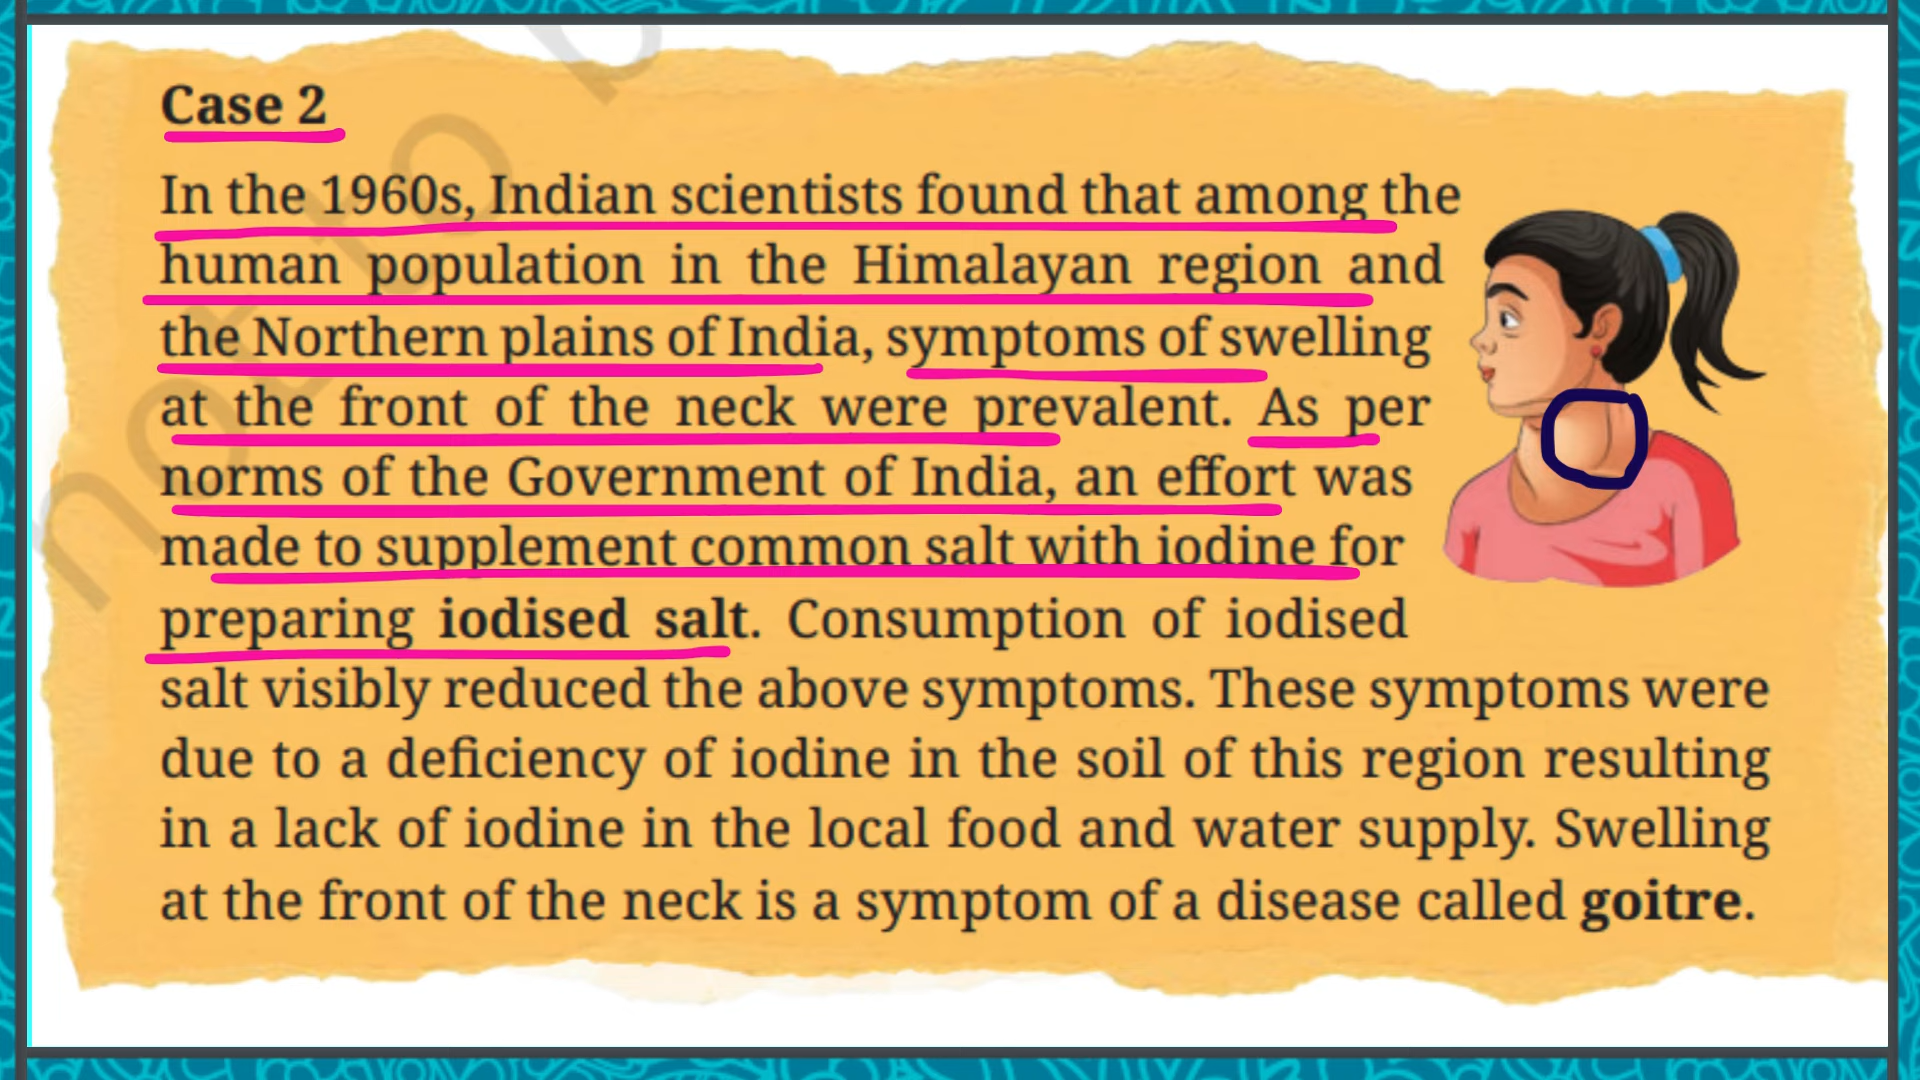 Case 2
In the 1960s, Indian scientists found that among the
human population in the Himalayan region and
the Northern plains of India, symptoms of swelling
at the front of the neck were prevalent. As per
norms of the Government of India, an effort was
made to supplement common salt with iodine for
preparing iodised salt. Consumption of iodised
salt visibly reduced the above symptoms. These symptoms were
due to a deficiency of iodine in the soil of this region resulting
in a lack of iodine in the local food and water supply. Swelling
at the front of the neck is a symptom of a disease called goitre.
not to